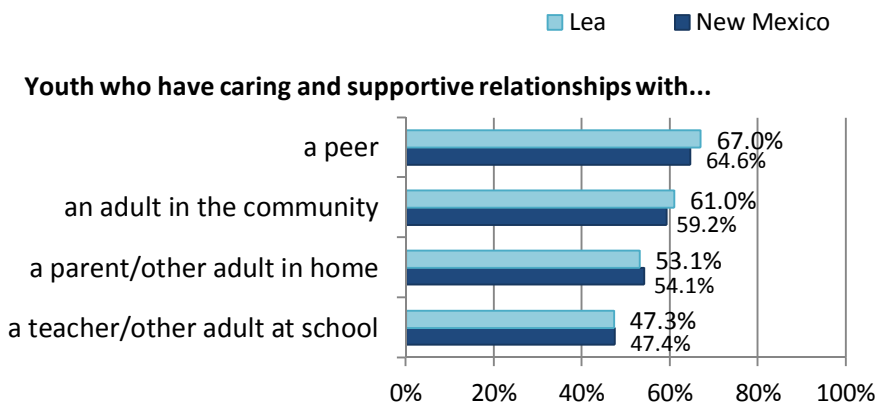 Lea New Mexico
Youth who have caring and supportive relationships with...
a peer 67.0%
64.6%
an adult in the community 61.0%
59.2%
a parent/other adult in home 53.1%
54.1%
a teacher/other adult at school 47.3%
47.4%
0% 20% 40% 60% 80% 100%